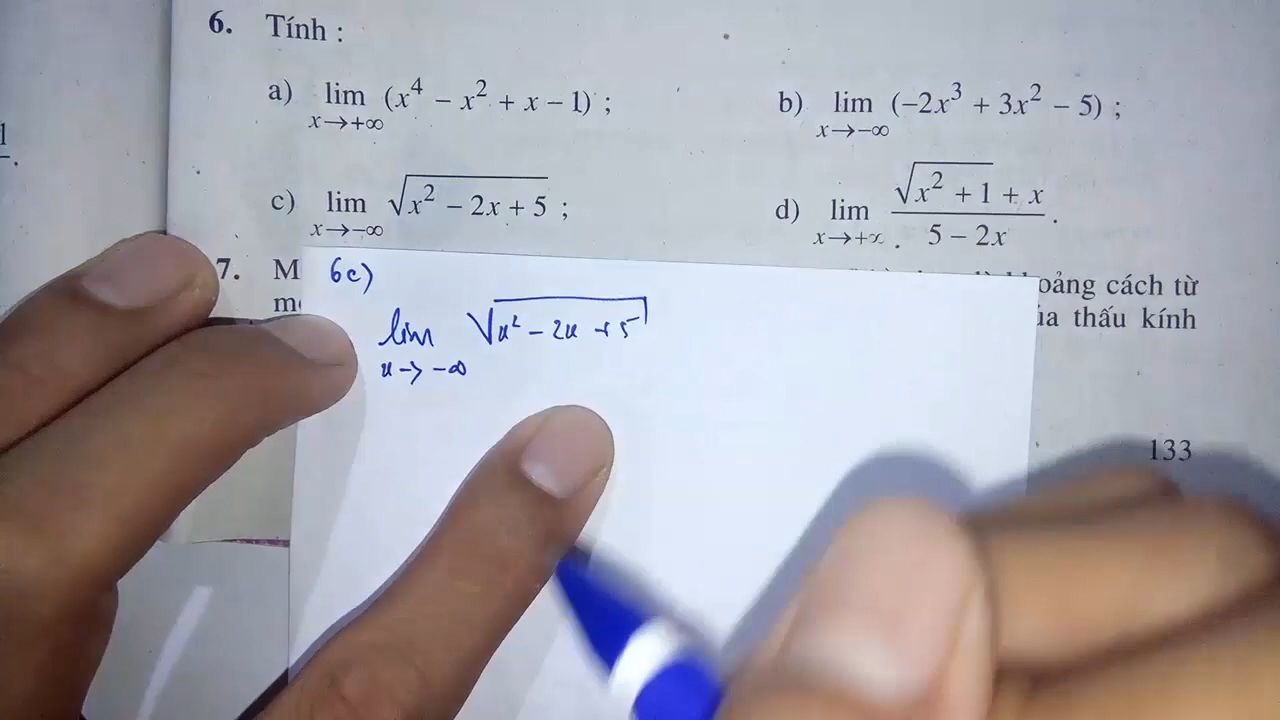 6. Tính :
a) lim (x⁴ − x² + x − 1) ;
x→+∞
b) lim (−2x³ + 3x² − 5) ;
x→−∞
c) lim √(x² − 2x + 5) ;
x→−∞
d) lim (√(x² + 1) + x)/(5 − 2x) .
x→+∞
7. M
6c)
oảng cách từ
thấu kính
lim √(x² − 2x + 5)
x→ −∞
133